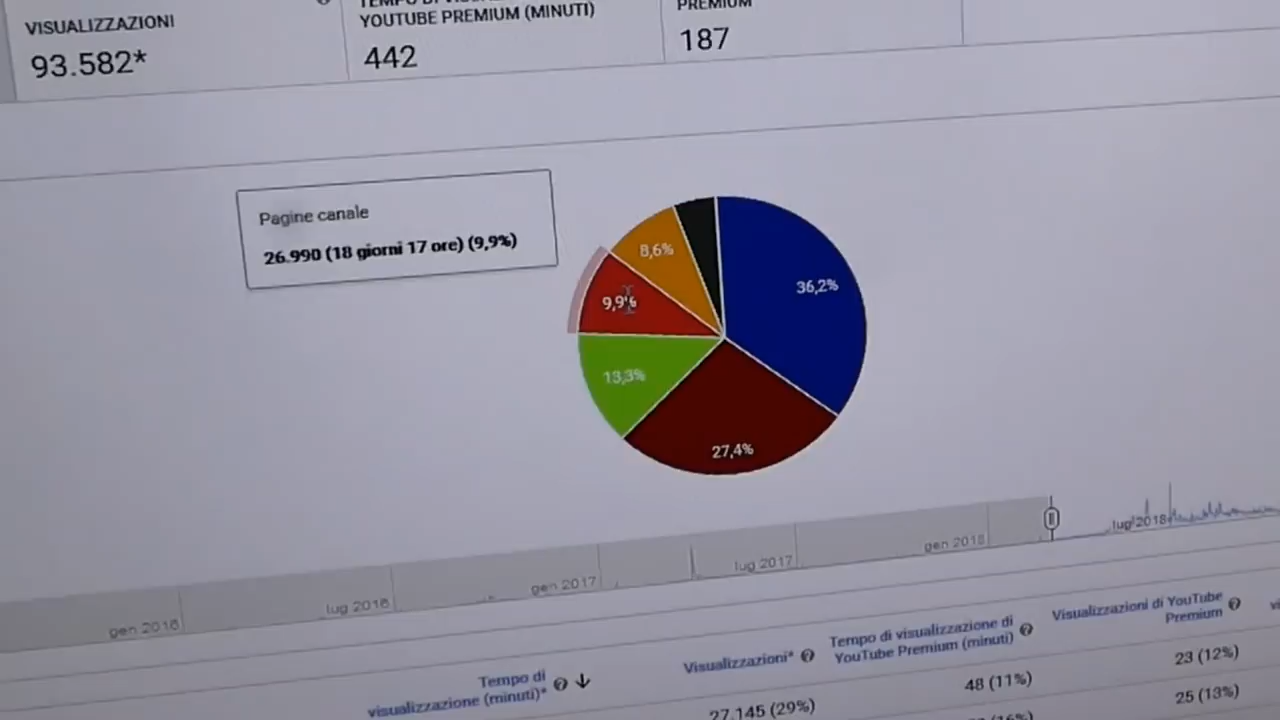 VISUALIZZAZIONI
93.582*
YOUTUBE PREMIUM (MINUTI)
442
PREMIUM
187
Pagine canale
26.990 (18 giorni 17 ore) (9,9%)
8,6%
36,2%
9,9%
13,3%
27,4%
gen 2016
lug 2016
gen 2017
lug 2017
gen 2018
lug 2018
Tempo di
visualizzazione (minuti)*
Visualizzazioni*
Tempo di visualizzazione di
YouTube Premium (minuti)
Visualizzazioni di YouTube
Premium
27.145 (29%)
48 (11%)
23 (12%)
25 (13%)